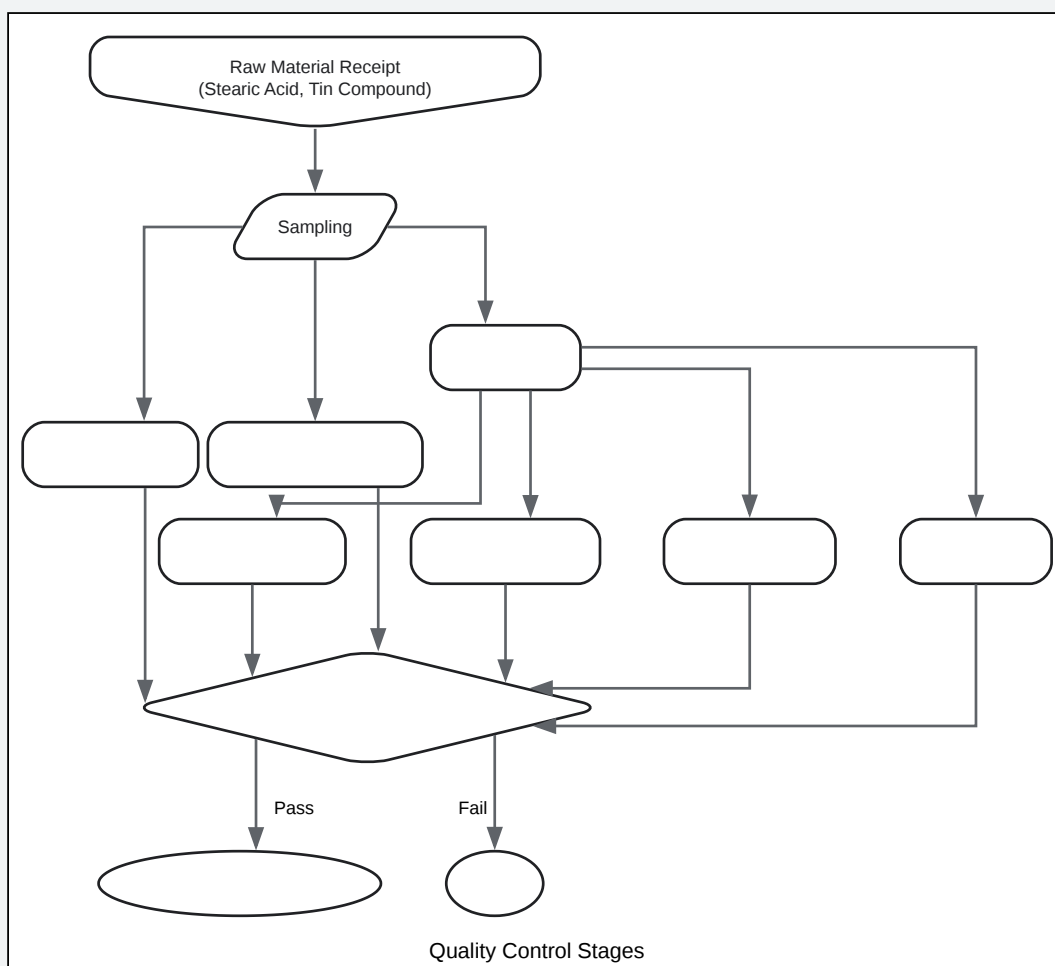 Raw Material Receipt
(Stearic Acid, Tin Compound)
Sampling
Pass
Fail
Quality Control Stages